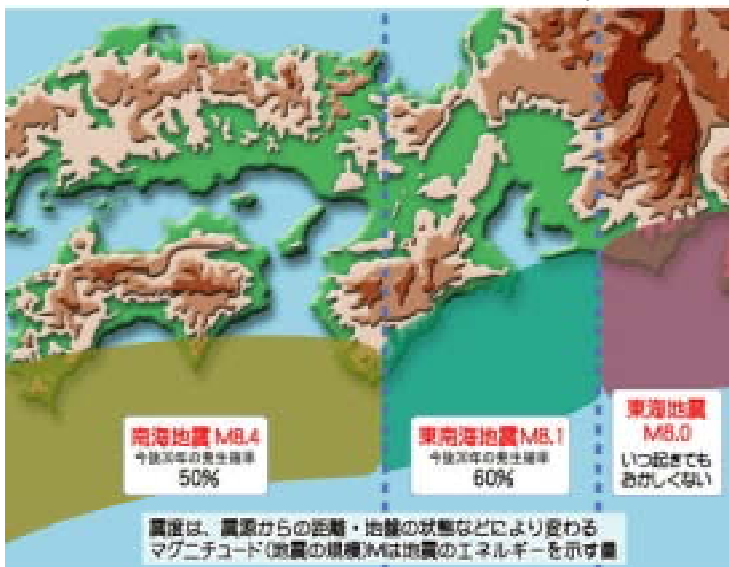 南海地震M8.4
今後30年の発生確率
50%
東南海地震M8.1
今後30年の発生確率
60%
東海地震
M8.0
いつ起きても
おかしくない
震度は、震源からの距離・地盤の状態などにより変わる
マグニチュード(地震の規模)Mは地震のエネルギーを示す量